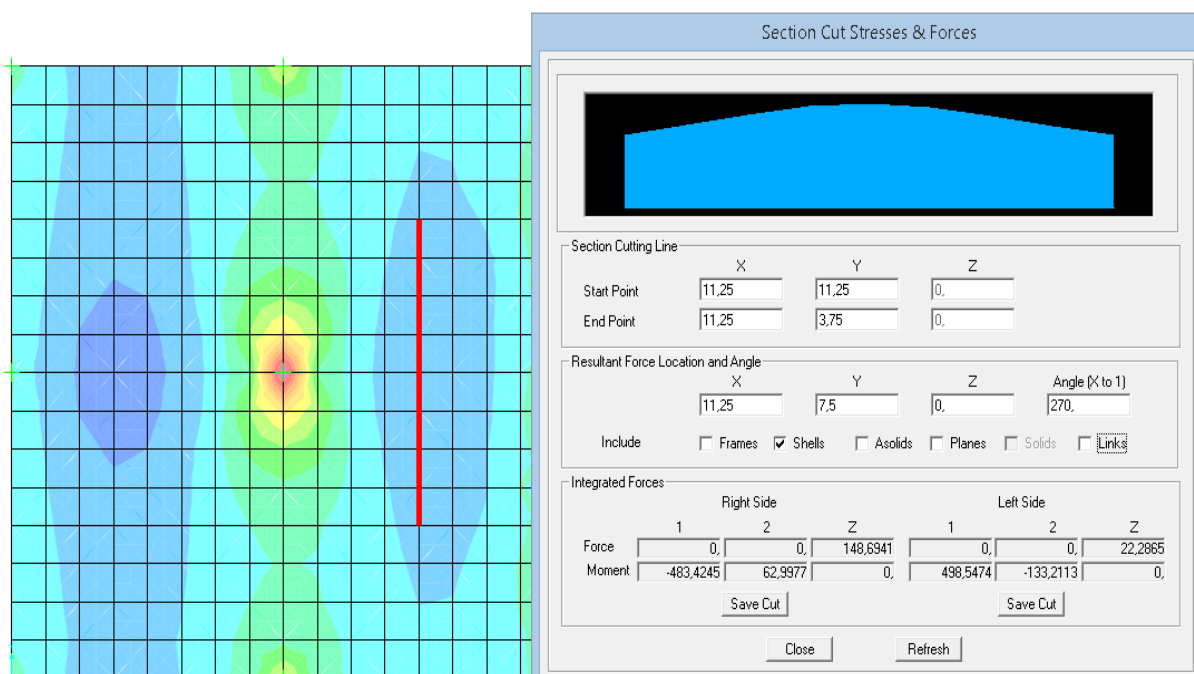 Section Cut Stresses & Forces
Section Cutting Line
X Y Z
Start Point 11,25 11,25 0,
End Point 11,25 3,75 0,
Resultant Force Location and Angle
X Y Z Angle (X to 1)
11,25 7,5 0, 270,
Include Frames Shells Asolids Planes Solids Links
Integrated Forces
Right Side Left Side
1 2 Z 1 2 Z
Force 0, 0, 148,6941 0, 0, 22,2865
Moment -483,4245 62,9977 0, 498,5474 -133,2113 0,
Save Cut Save Cut
Close Refresh